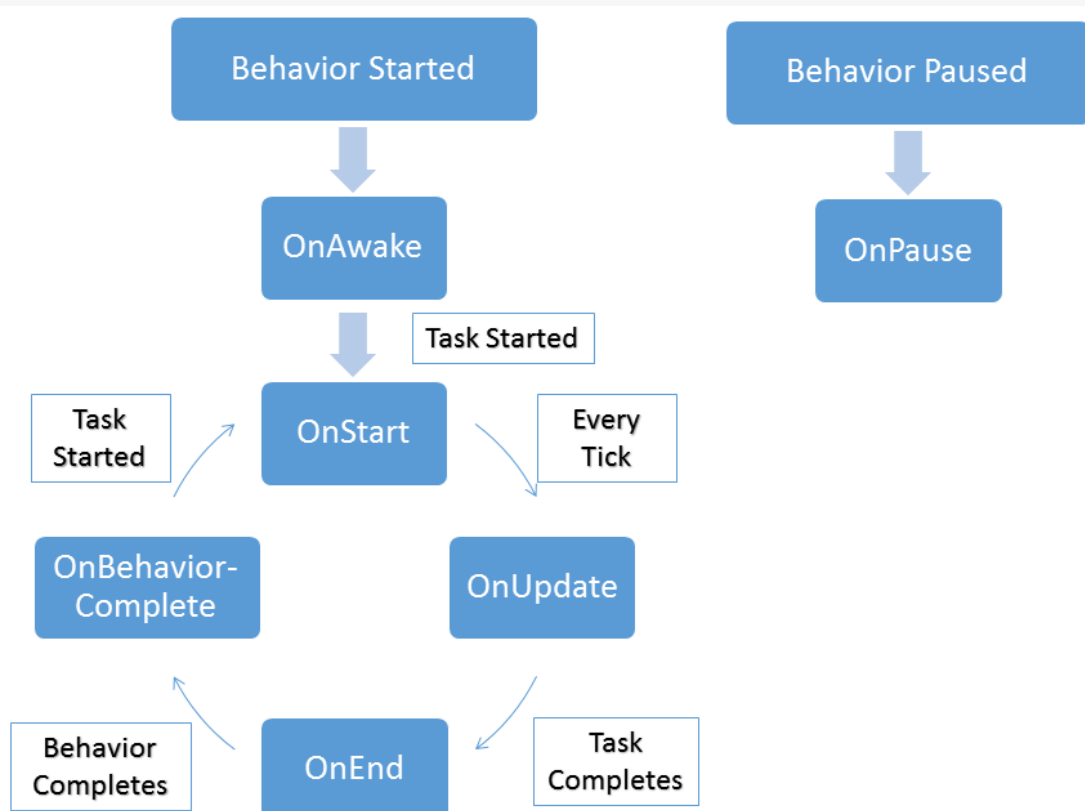 Behavior Started
Behavior Paused
OnAwake
OnPause
Task Started
Task
Started
OnStart
Every
Tick
OnBehavior-
Complete
OnUpdate
Behavior
Completes
OnEnd
Task
Completes